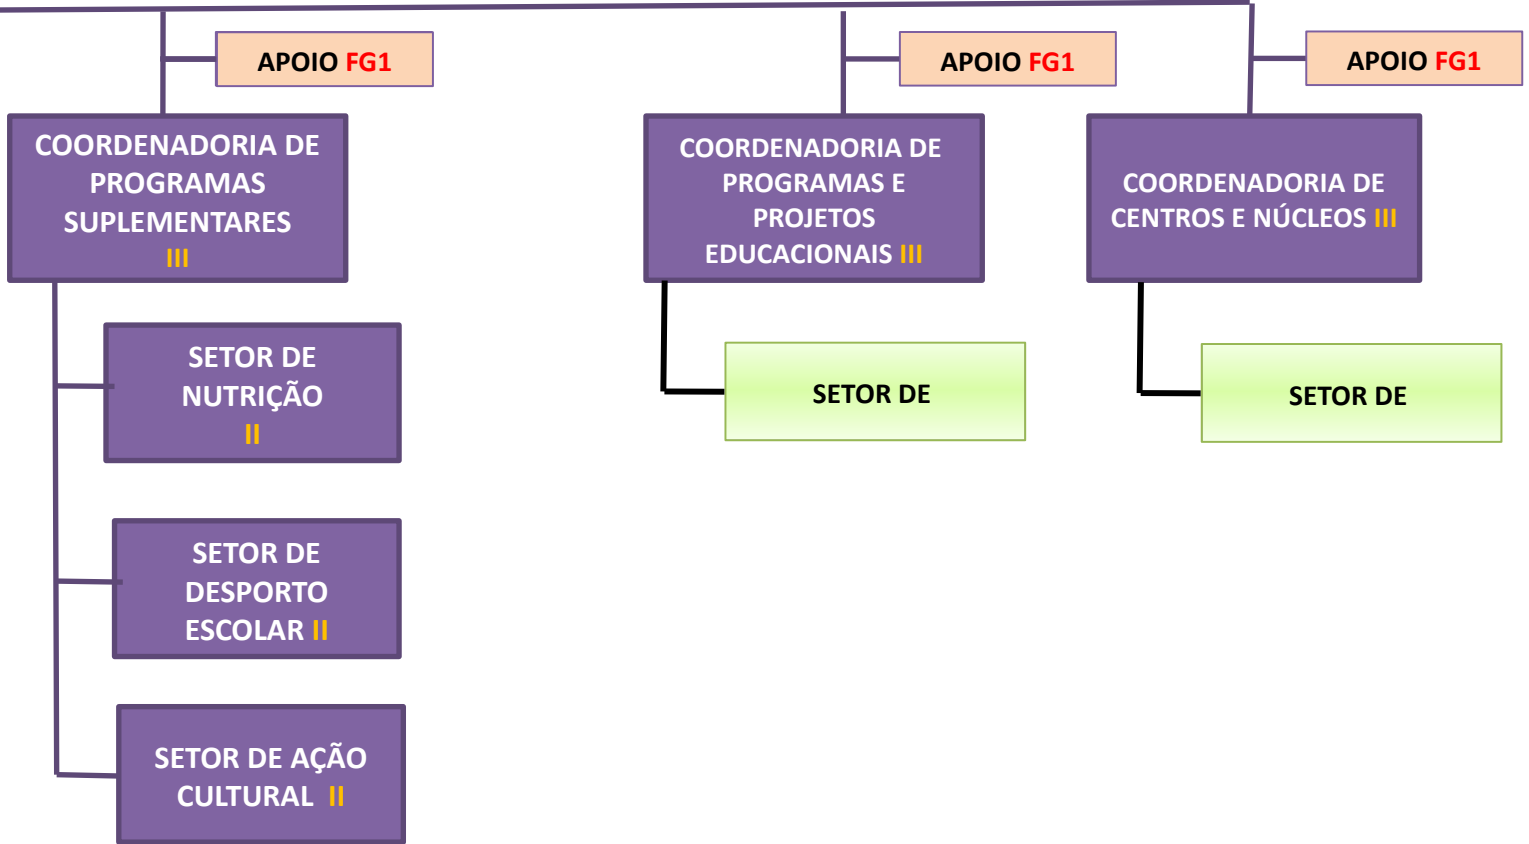 APOIO FG1
APOIO FG1
APOIO FG1
COORDENADORIA DE
PROGRAMAS
SUPLEMENTARES
III
COORDENADORIA DE
PROGRAMAS E
PROJETOS
EDUCACIONAIS III
COORDENADORIA DE
CENTROS E NÚCLEOS III
SETOR DE
NUTRIÇÃO
II
SETOR DE
SETOR DE
SETOR DE
DESPORTO
ESCOLAR II
SETOR DE AÇÃO
CULTURAL II